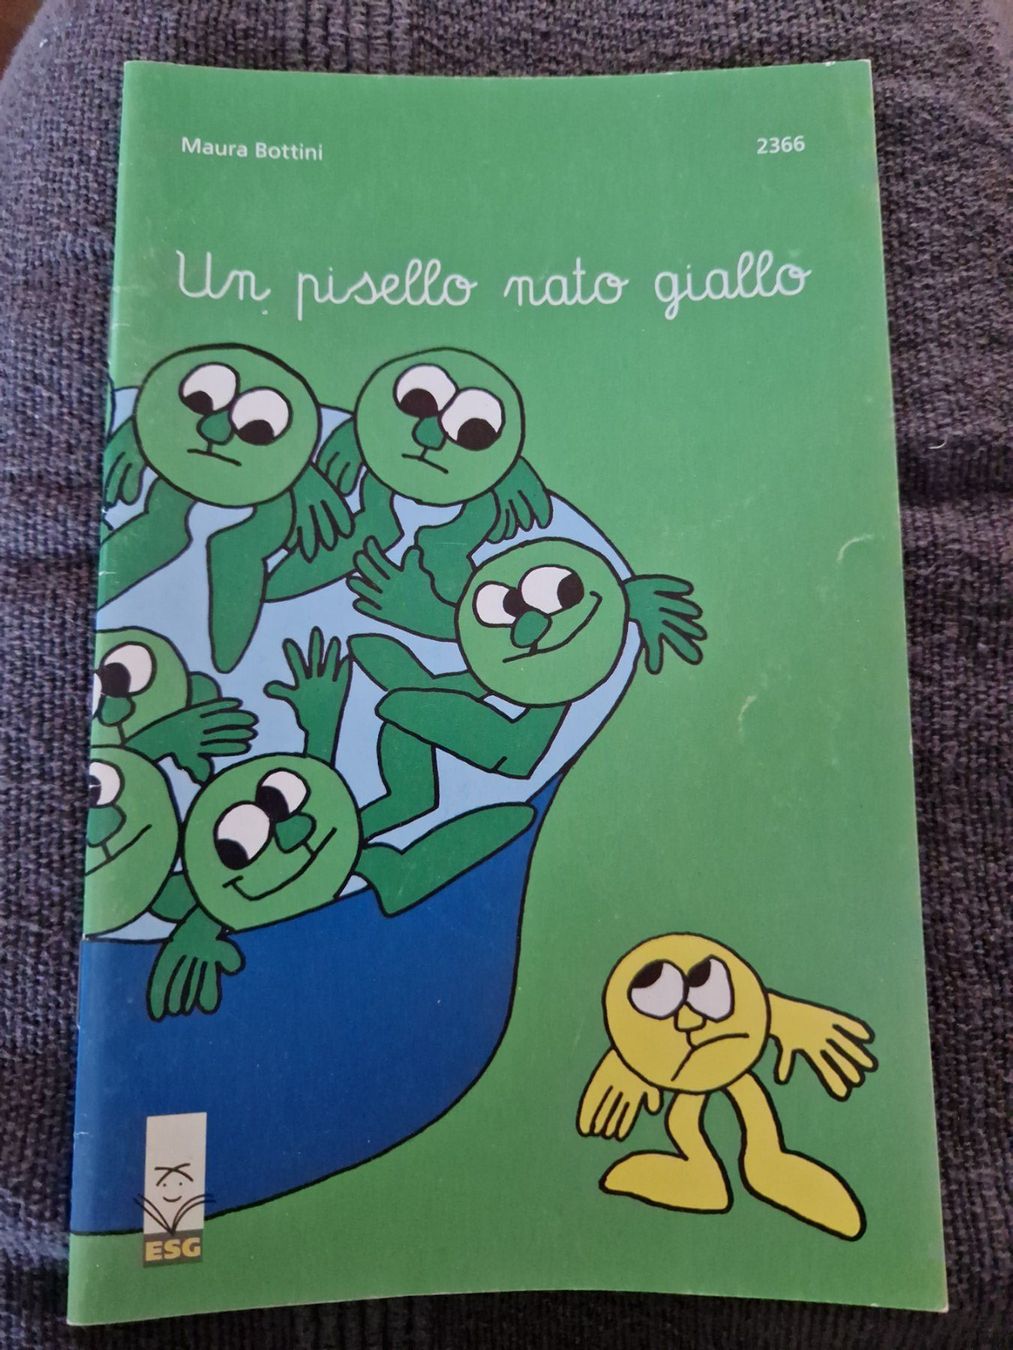 Maura Bottini
2366
Un pisello nato giallo
ESG